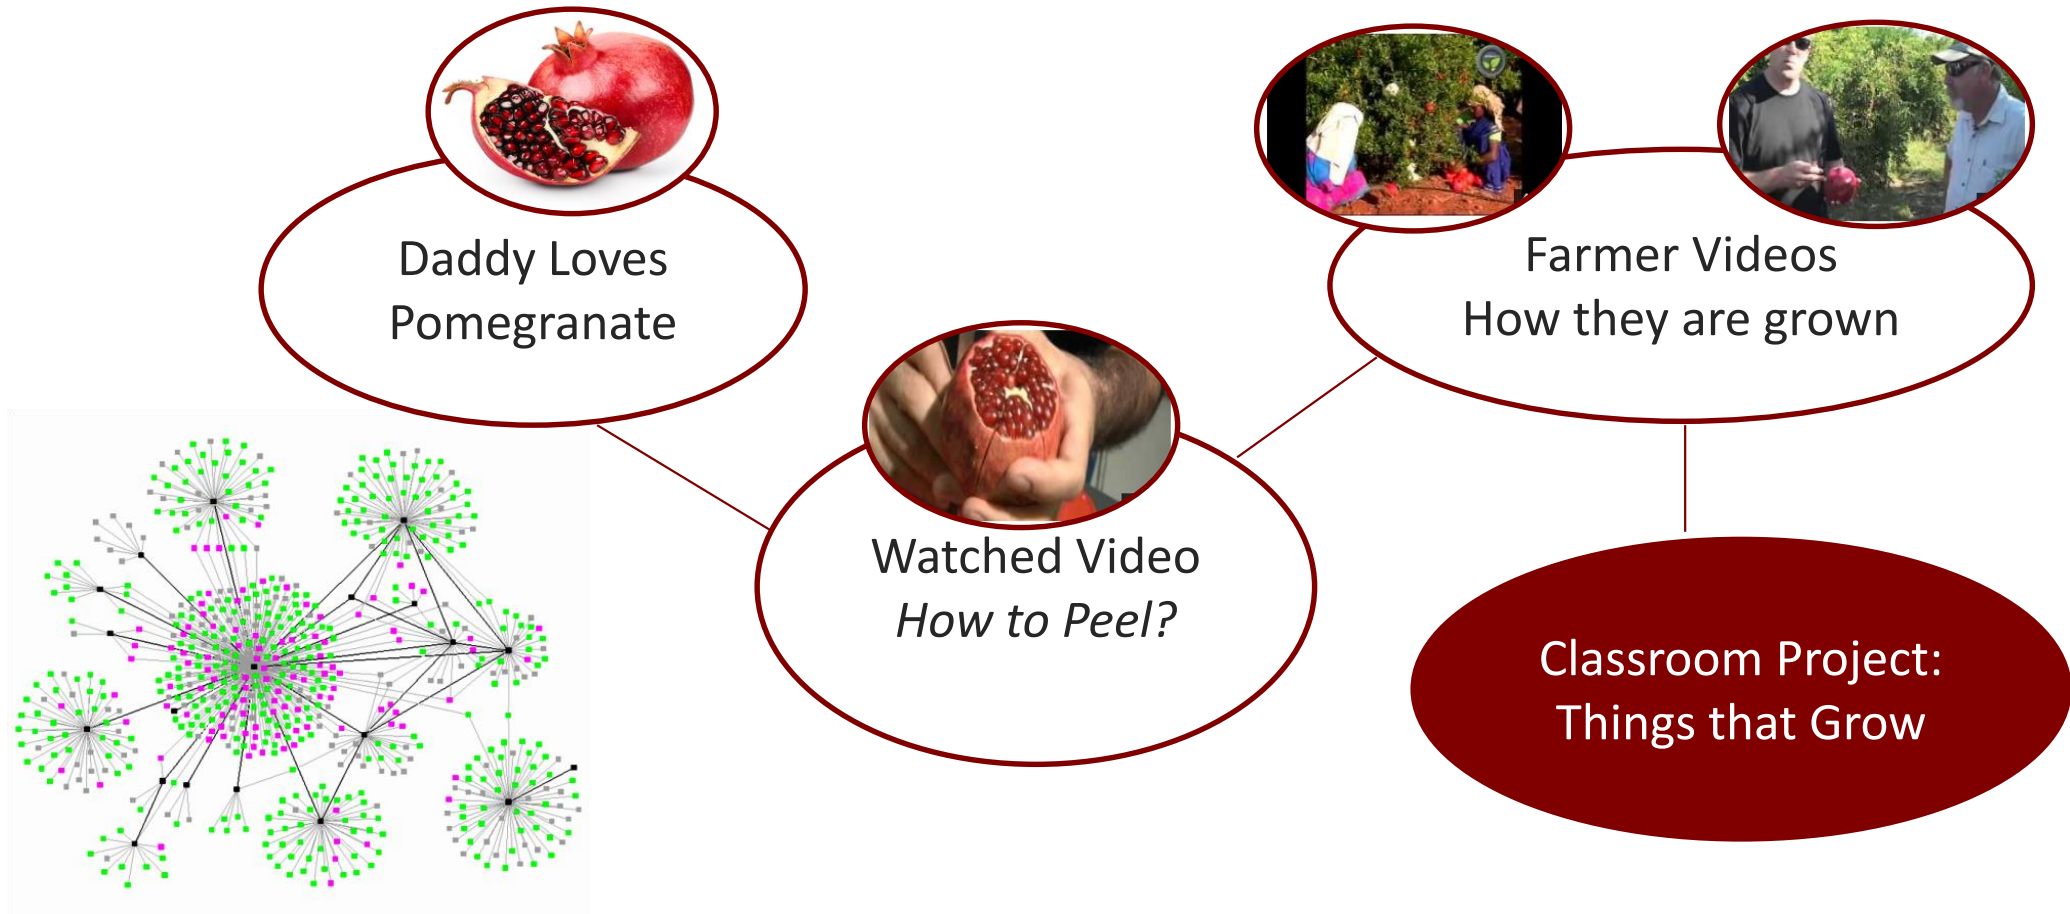 Daddy Loves
Pomegranate
Farmer Videos
How they are grown
Watched Video
How to Peel?
Classroom Project:
Things that Grow